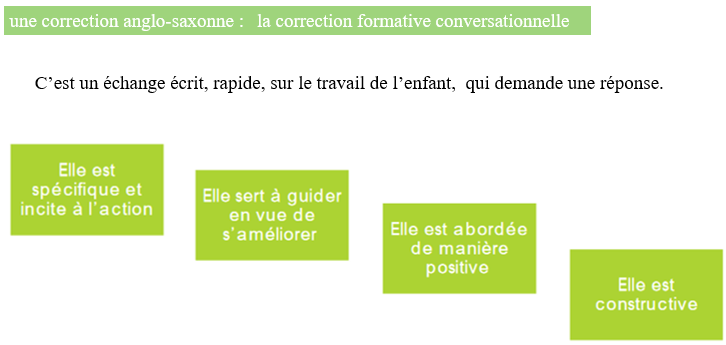 une correction anglo-saxonne : la correction formative conversationnelle
C'est un échange écrit, rapide, sur le travail de l'enfant, qui demande une réponse.
Elle est
spécifique et
incite à l'action
Elle sert à guider
en vue de
s'améliorer
Elle est abordée
de manière
positive
Elle est
constructive